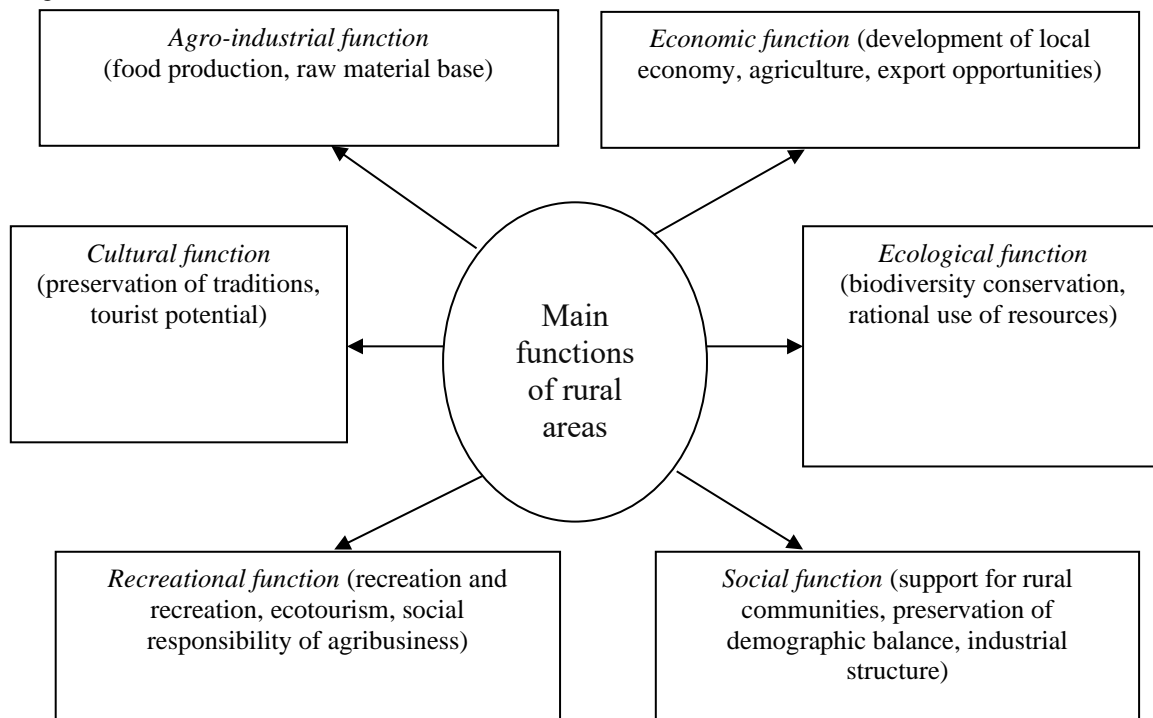 Agro-industrial function
(food production, raw material base)
Economic function (development of local
economy, agriculture, export opportunities)
Cultural function
(preservation of traditions,
tourist potential)
Main
functions
of rural
areas
Ecological function
(biodiversity conservation,
rational use of resources)
Recreational function (recreation and
recreation, ecotourism, social
responsibility of agribusiness)
Social function (support for rural
communities, preservation of
demographic balance, industrial
structure)